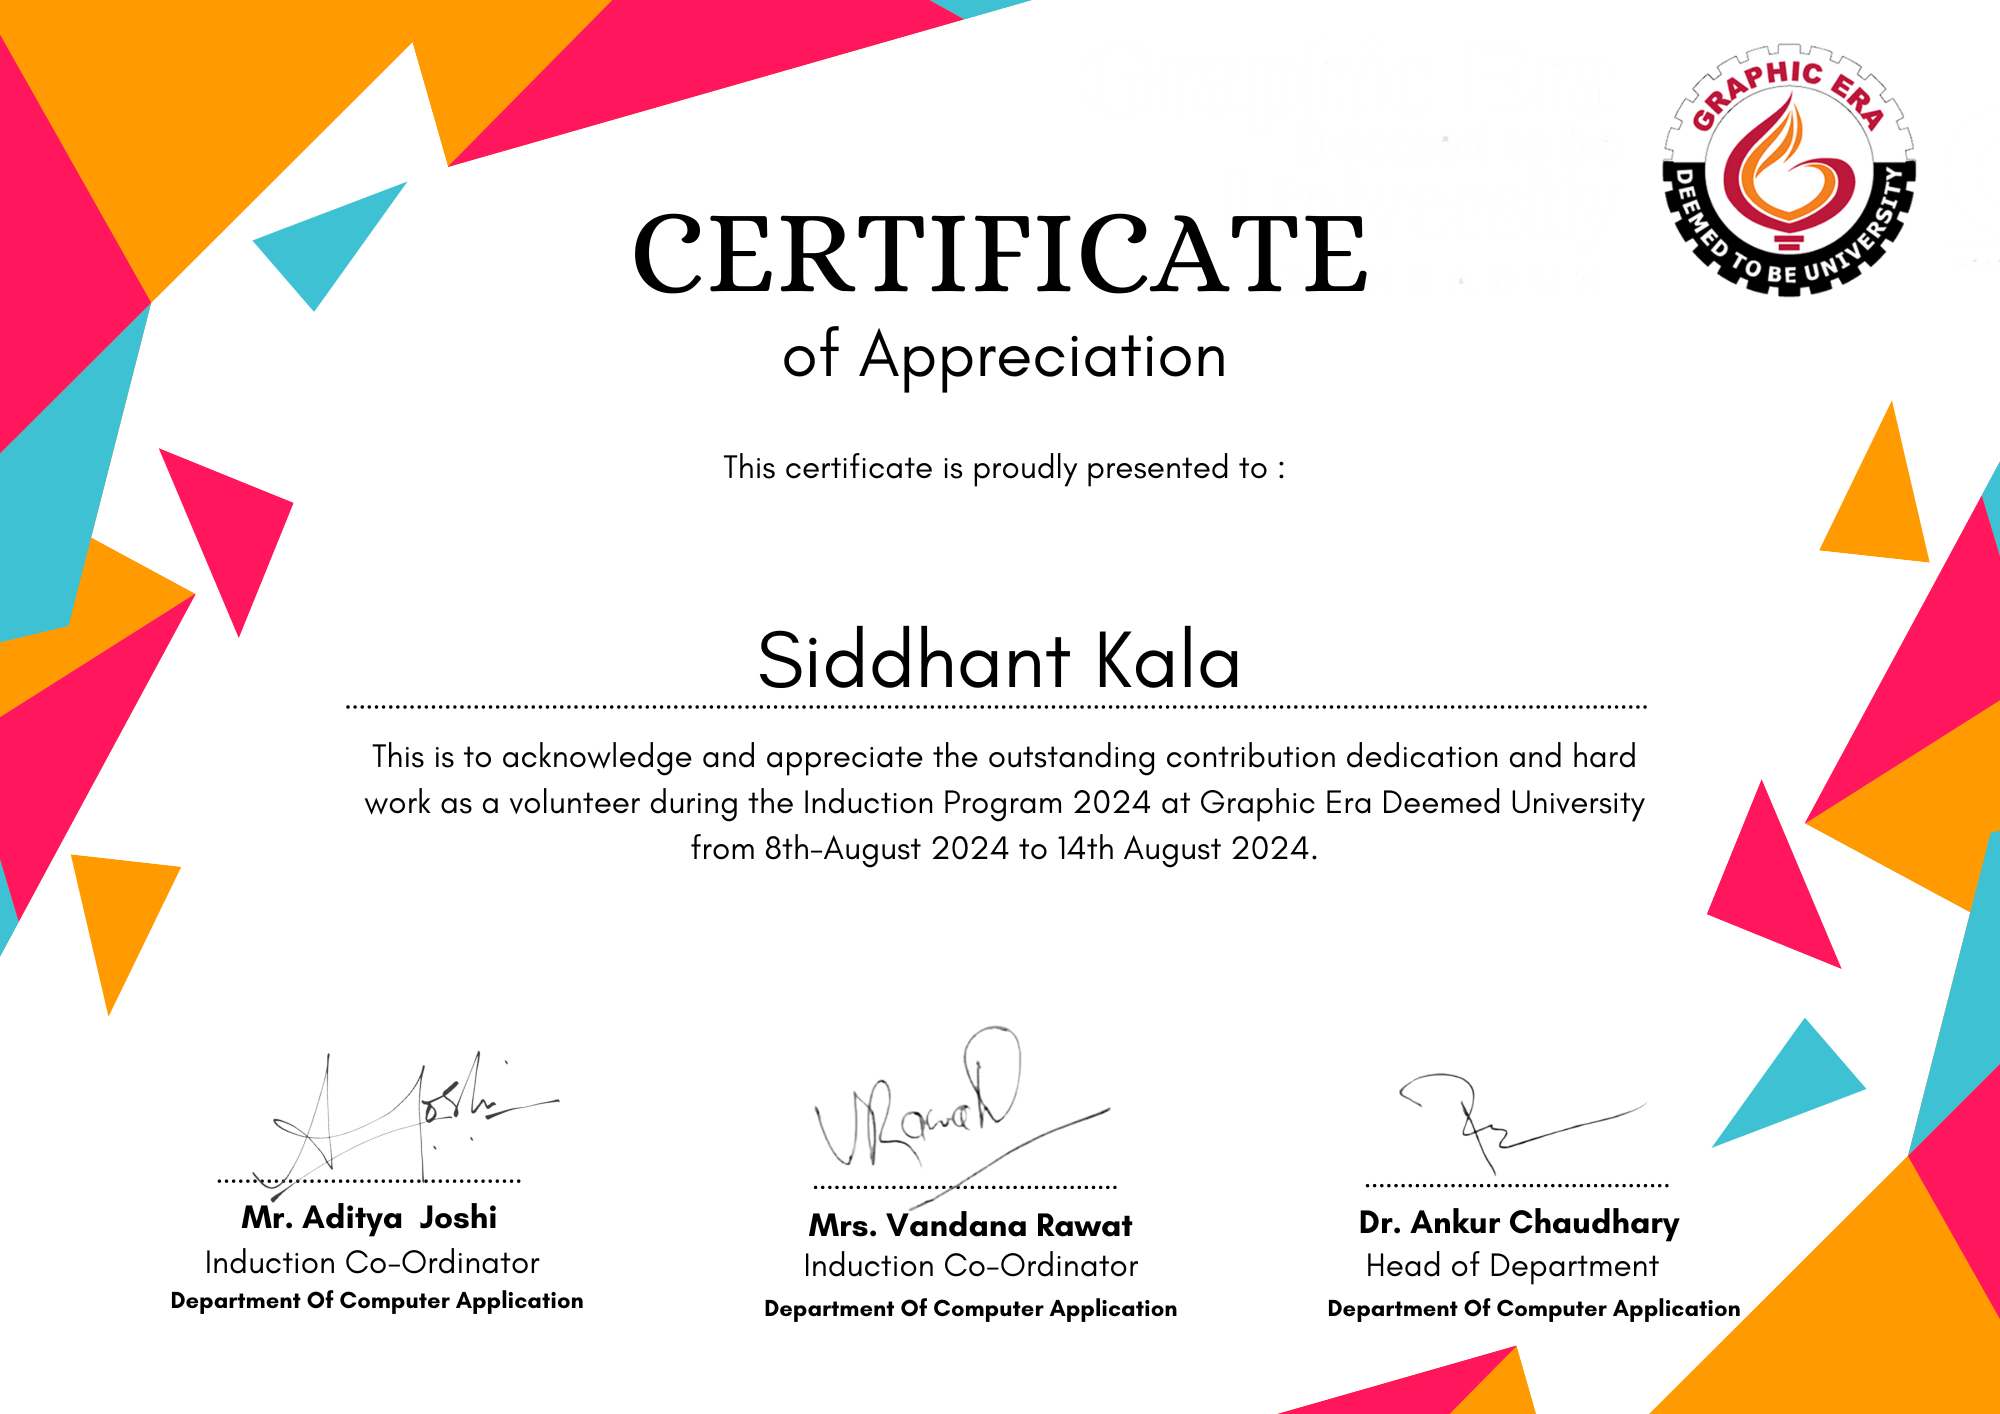 GRAPHIC ERA
DEEMED TO BE UNIVERSITY
CERTIFICATE
of Appreciation
This certificate is proudly presented to :
Siddhant Kala
This is to acknowledge and appreciate the outstanding contribution dedication and hard
work as a volunteer during the Induction Program 2024 at Graphic Era Deemed University
from 8th-August 2024 to 14th August 2024.
A Joshi
VRawat
Mr. Aditya Joshi
Induction Co-Ordinator
Department Of Computer Application
Mrs. Vandana Rawat
Induction Co-Ordinator
Department Of Computer Application
Dr. Ankur Chaudhary
Head of Department
Department Of Computer Application